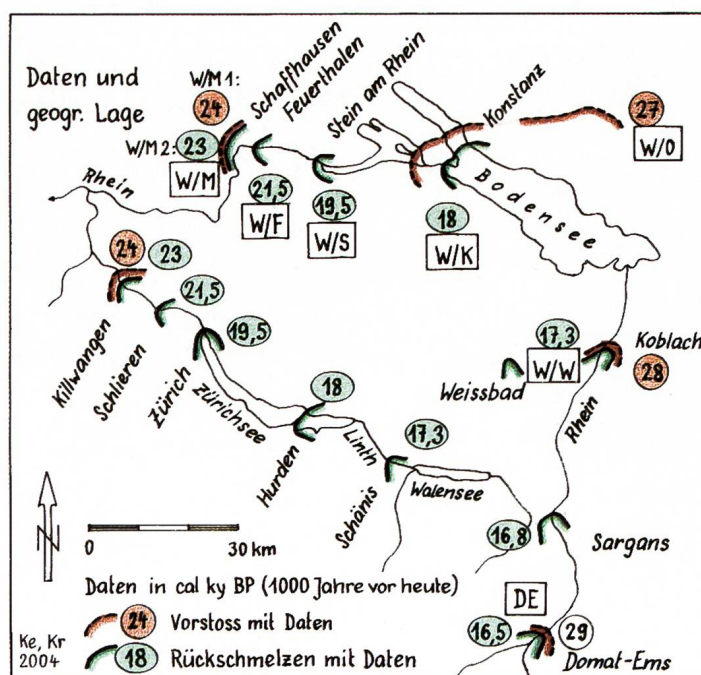 Daten und
geogr. Lage
W/M 1:
24
Schaffhausen
Feuerthalen
Stein am Rhein
Konstanz
27
W/O
W/M 2:
23
W/M
Rhein
21,5
W/F
19,5
W/S
18
W/K
Bodensee
24
23
21,5
19,5
Killwangen
Schlieren
Zürich
Zürichsee
18
Hurden
Linth
17,3
Schänis
Walensee
17,3
W/W
Weissbad
Koblach
28
Rhein
16,8
Sargans
N
0
30 km
Daten in cal ky BP (1000 Jahre vor heute)
24 Vorstoss mit Daten
18 Rückschmelzen mit Daten
Ke, Kr
2004
DE
16,5
29
Domat-Ems